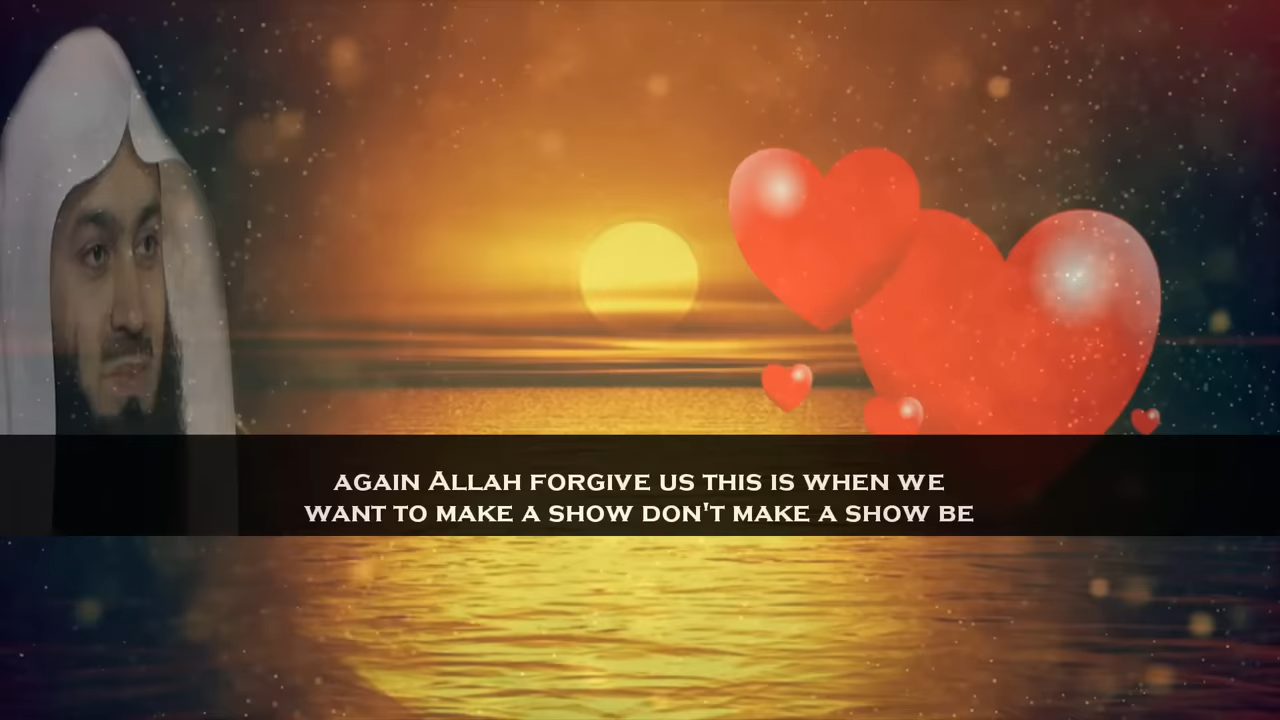 AGAIN ALLAH FORGIVE US THIS IS WHEN WE
WANT TO MAKE A SHOW DON'T MAKE A SHOW BE